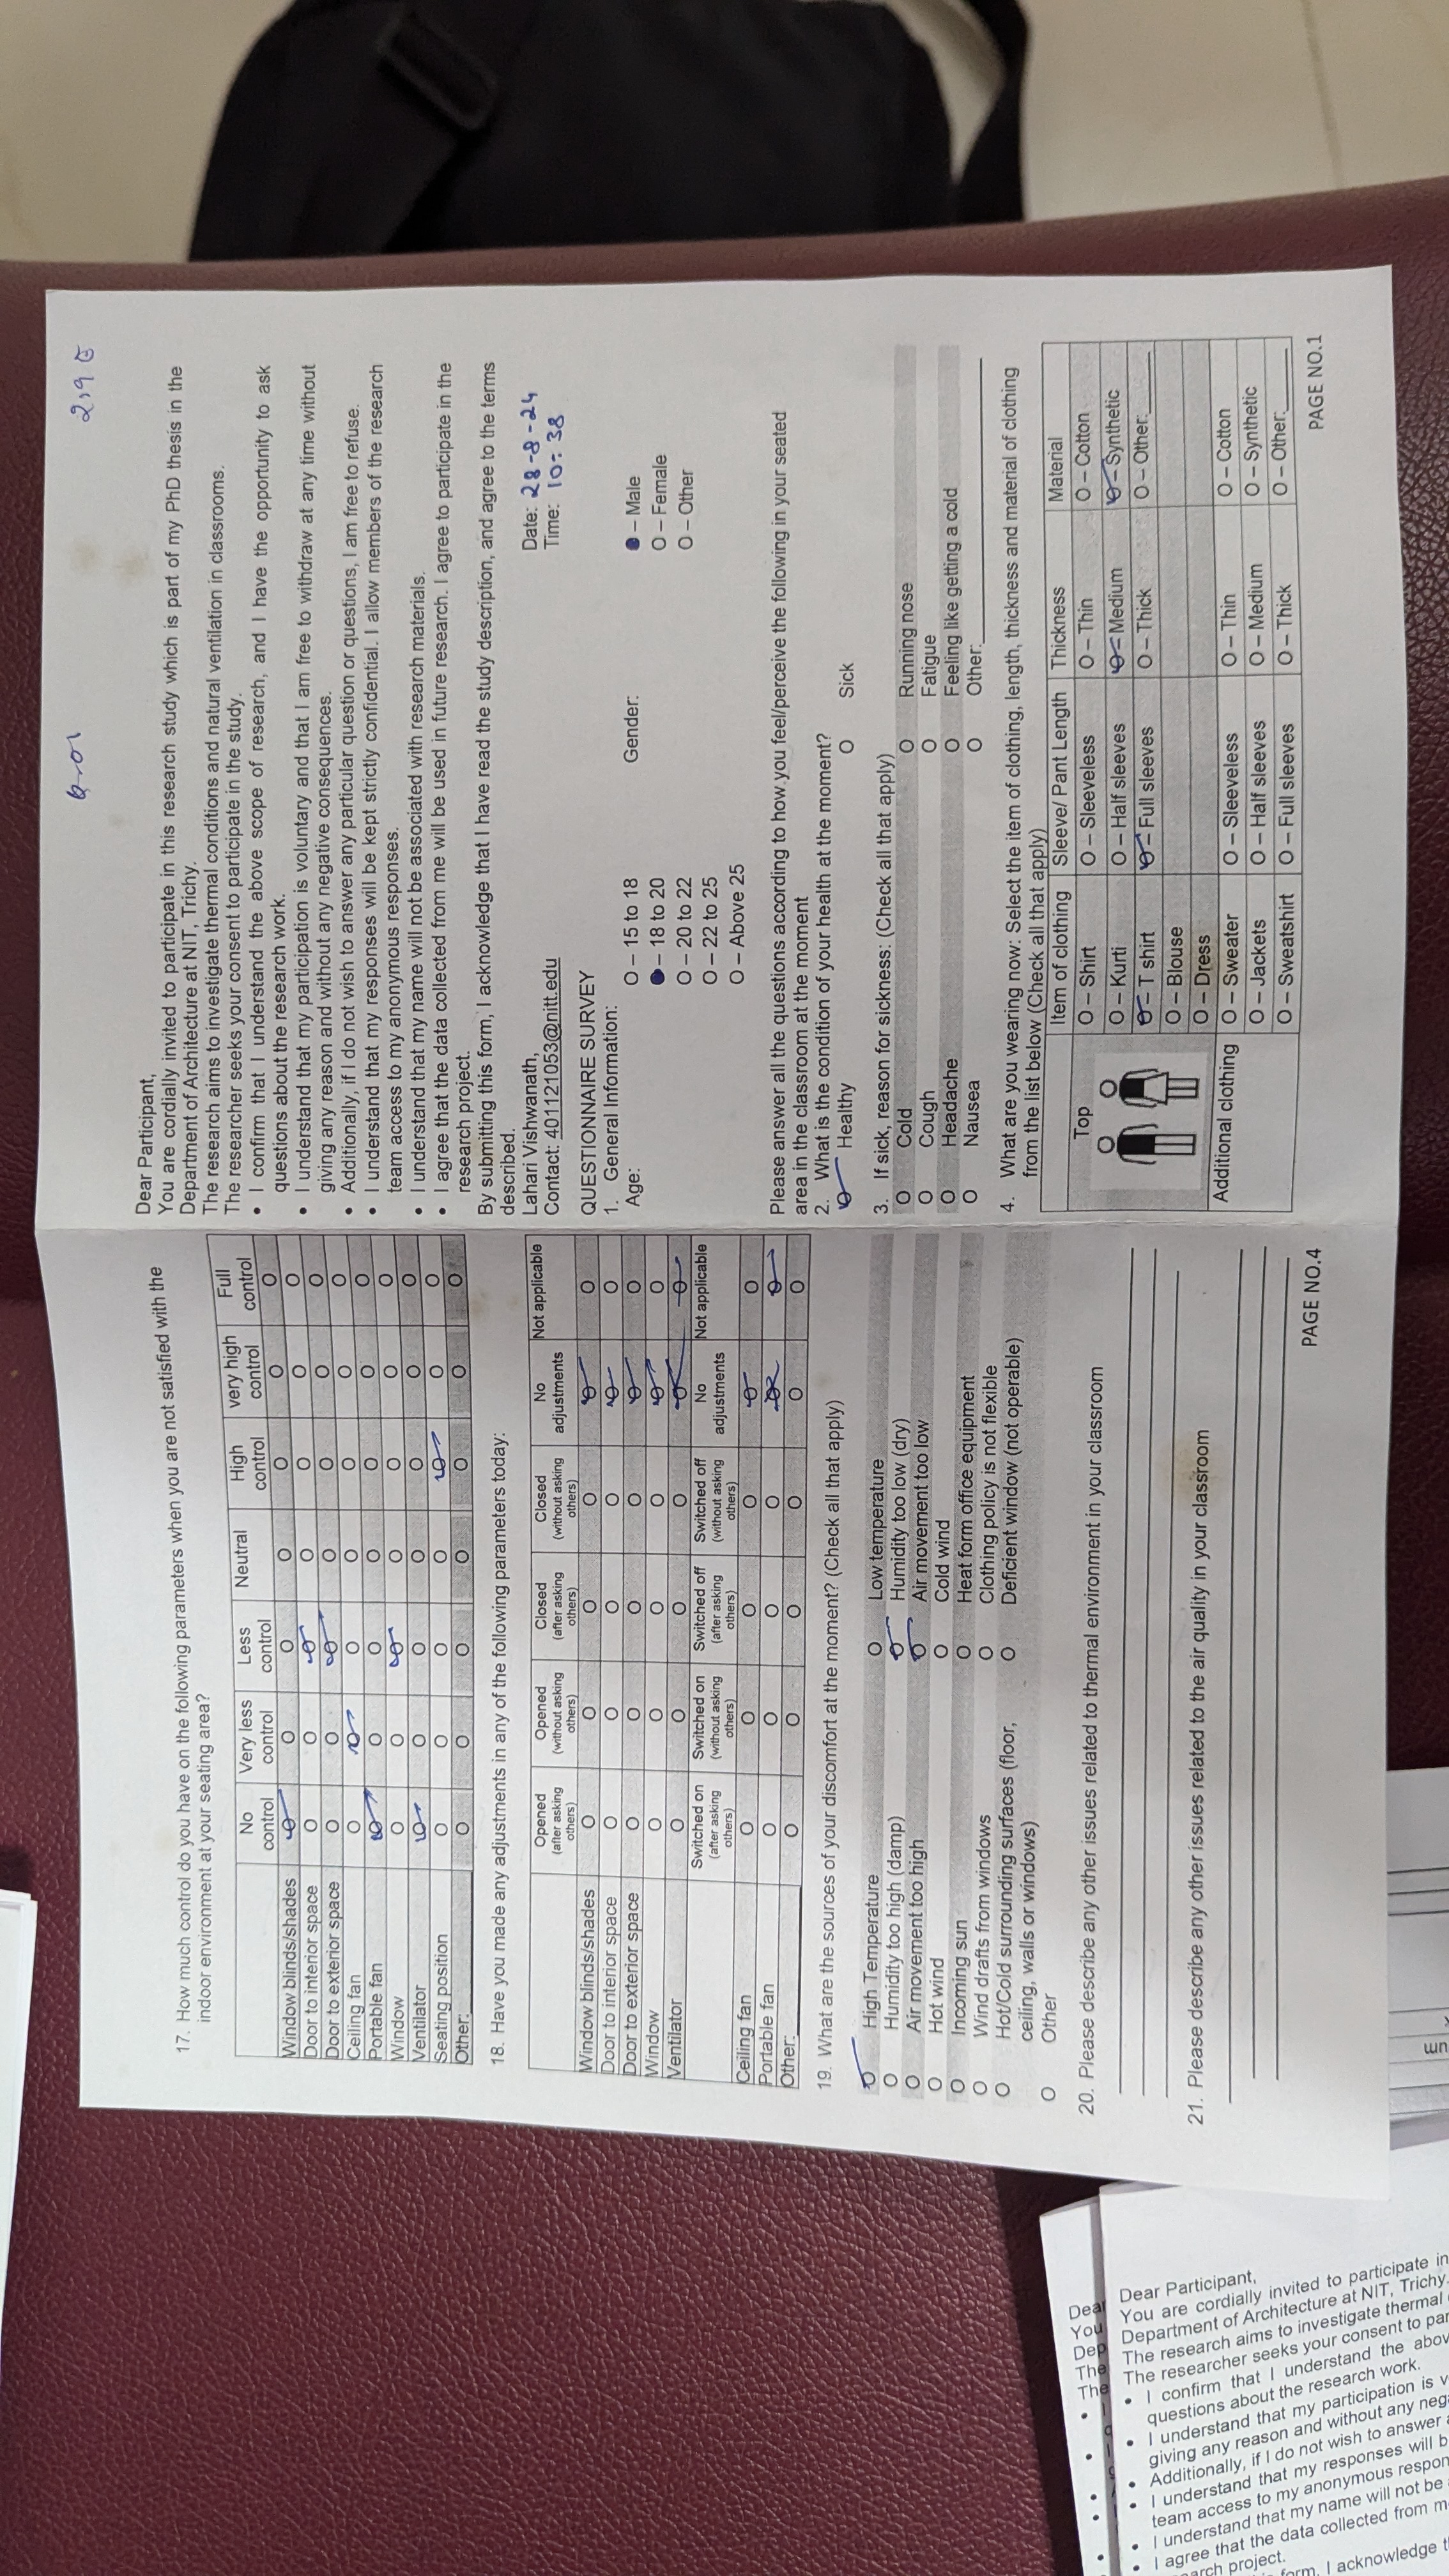 17. How much control do you have on the following parameters when you are not satisfied with the
indoor environment at your seating area?
No control | Very less control | Less control | Neutral | High control | very high control | Full control
Window blinds/shades O O O O O O O
Door to interior space O O O O O O O
Door to exterior space O O O O O O O
Ceiling fan O O O O O O O
Portable fan O O O O O O O
Window O O O O O O O
Ventilator O O O O O O O
Seating position O O O O O O O
Other: O O O O O O O
18. Have you made any adjustments in any of the following parameters today:
Opened (after asking others) | Opened (without asking others) | Closed (after asking others) | Closed (without asking others) | No adjustments | Not applicable
Window blinds/shades O O O O O O
Door to interior space O O O O O O
Door to exterior space O O O O O O
Window O O O O O O
Ventilator O O O O O O
Switched on (after asking others) | Switched on (without asking others) | Switched off (after asking others) | Switched off (without asking others) | No adjustments | Not applicable
Ceiling fan O O O O O O
Portable fan O O O O O O
Other: O O O O O O
19. What are the sources of your discomfort at the moment? (Check all that apply)
O High Temperature O Low temperature
O Humidity too high (damp) O Humidity too low (dry)
O Air movement too high O Air movement too low
O Hot wind O Cold wind
O Incoming sun O Heat form office equipment
O Wind drafts from windows O Clothing policy is not flexible
O Hot/Cold surrounding surfaces (floor, O Deficient window (not operable)
ceiling, walls or windows)
O Other
20. Please describe any other issues related to thermal environment in your classroom
21. Please describe any other issues related to the air quality in your classroom
PAGE NO.4
Dear Participant,
You are cordially invited to participate in this research study which is part of my PhD thesis in the
Department of Architecture at NIT, Trichy.
The research aims to investigate thermal conditions and natural ventilation in classrooms.
The researcher seeks your consent to participate in the study.
• I confirm that I understand the above scope of research, and I have the opportunity to ask
questions about the research work.
• I understand that my participation is voluntary and that I am free to withdraw at any time without
giving any reason and without any negative consequences.
• Additionally, if I do not wish to answer any particular question or questions, I am free to refuse.
• I understand that my responses will be kept strictly confidential. I allow members of the research
team access to my anonymous responses.
• I understand that my name will not be associated with research materials.
• I agree that the data collected from me will be used in future research. I agree to participate in the
research project.
By submitting this form, I acknowledge that I have read the study description, and agree to the terms
described.
Lahari Vishwanath, Date: 28-8-24
Contact: 401121053@nitt.edu Time: 10:38
QUESTIONNAIRE SURVEY
1. General Information:
Age: O – 15 to 18 Gender: – Male
– 18 to 20 O – Female
O – 20 to 22 O – Other
O – 22 to 25
O – Above 25
Please answer all the questions according to how you feel/perceive the following in your seated
area in the classroom at the moment
2. What is the condition of your health at the moment?
O Healthy O Sick
3. If sick, reason for sickness: (Check all that apply)
O Cold O Running nose
O Cough O Fatigue
O Headache O Feeling like getting a cold
O Nausea O Other:
4. What are you wearing now: Select the item of clothing, length, thickness and material of clothing
from the list below (Check all that apply)
Item of clothing | Sleeve/ Pant Length | Thickness | Material
Top O – Shirt O – Sleeveless O – Thin O – Cotton
O – Kurti O – Half sleeves O – Medium O – Synthetic
O – T shirt O – Full sleeves O – Thick O – Other:
O – Blouse
O – Dress
Additional clothing O – Sweater O – Sleeveless O – Thin O – Cotton
O – Jackets O – Half sleeves O – Medium O – Synthetic
O – Sweatshirt O – Full sleeves O – Thick O – Other:
PAGE NO.1
Dear Participant,
You are cordially invited to participate in
Department of Architecture at NIT, Trichy.
The research aims to investigate thermal
The researcher seeks your consent to par
• I confirm that I understand the abov
questions about the research work.
• I understand that my participation is v
giving any reason and without any neg
• Additionally, if I do not wish to answer
• I understand that my responses will b
team access to my anonymous respon
• I understand that my name will not be
• I agree that the data collected from m
arch project.
form, I acknowledge t
Dear
You
Dep
The
The